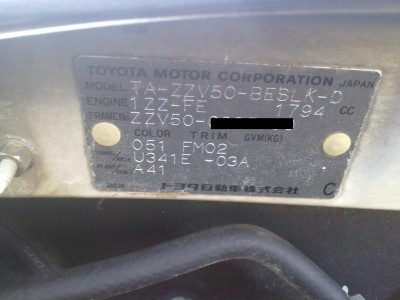 TOYOTA MOTOR CORPORATION JAPAN
MODEL TA-ZZV50-BESLK-D
ENGINE 1ZZ-FE 1794 CC
FRAME NO. ZZV50-
COLOR TRIM GVM(KG)
051 FM02
U341E -03A
A41
トヨタ自動車株式会社 C